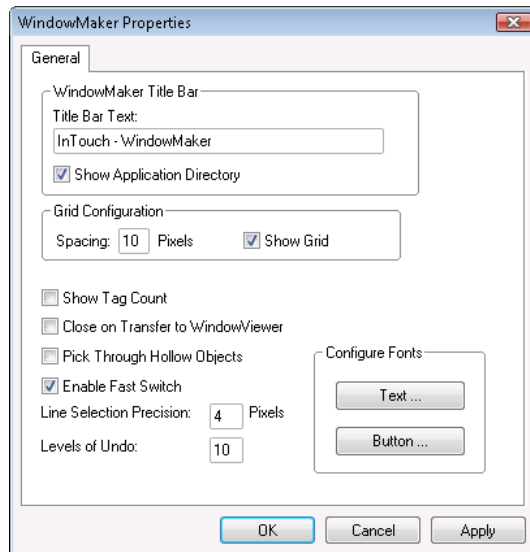 WindowMaker Properties
General
WindowMaker Title Bar
Title Bar Text:
InTouch - WindowMaker
Show Application Directory
Grid Configuration
Spacing: 10 Pixels Show Grid
Show Tag Count
Close on Transfer to WindowViewer
Pick Through Hollow Objects
Enable Fast Switch
Line Selection Precision: 4 Pixels
Levels of Undo: 10
Configure Fonts
Text ...
Button ...
OK Cancel Apply